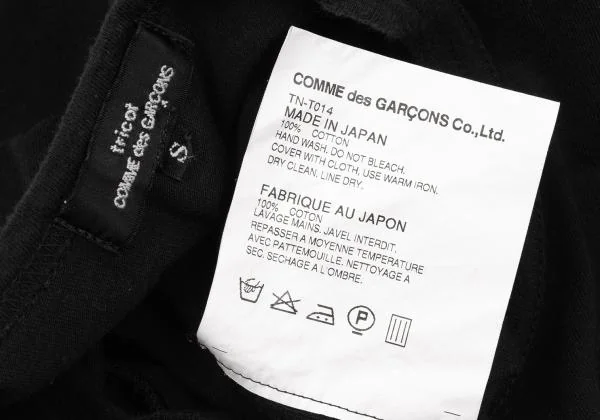 tricot
COMME des GARÇONS
S
COMME des GARÇONS Co.,Ltd.
TN-T014
MADE IN JAPAN
100% COTTON
HAND WASH. DO NOT BLEACH.
COVER WITH CLOTH, USE WARM IRON.
DRY CLEAN, LINE DRY.
FABRIQUE AU JAPON
100% COTON
LAVAGE MAINS. JAVEL INTERDIT.
REPASSER A MOYENNE TEMPERATURE
AVEC PATTEMOUILLE. NETTOYAGE A
SEC. SECHAGE A L'OMBRE.
P